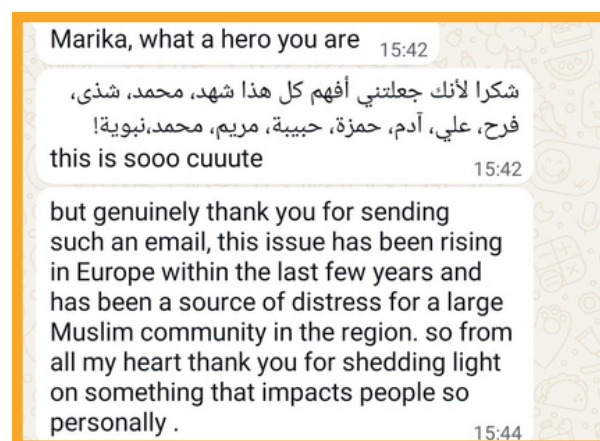 Marika, what a hero you are
15:42
شكرا لأنك جعلتني أفهم كل هذا شهد، محمد، شذى،
فرح، علي، آدم، حمزة، حبيبة، مريم، محمد،نبوية!
this is sooo cuuute
15:42
but genuinely thank you for sending
such an email, this issue has been rising
in Europe within the last few years and
has been a source of distress for a large
Muslim community in the region. so from
all my heart thank you for shedding light
on something that impacts people so
personally .
15:44